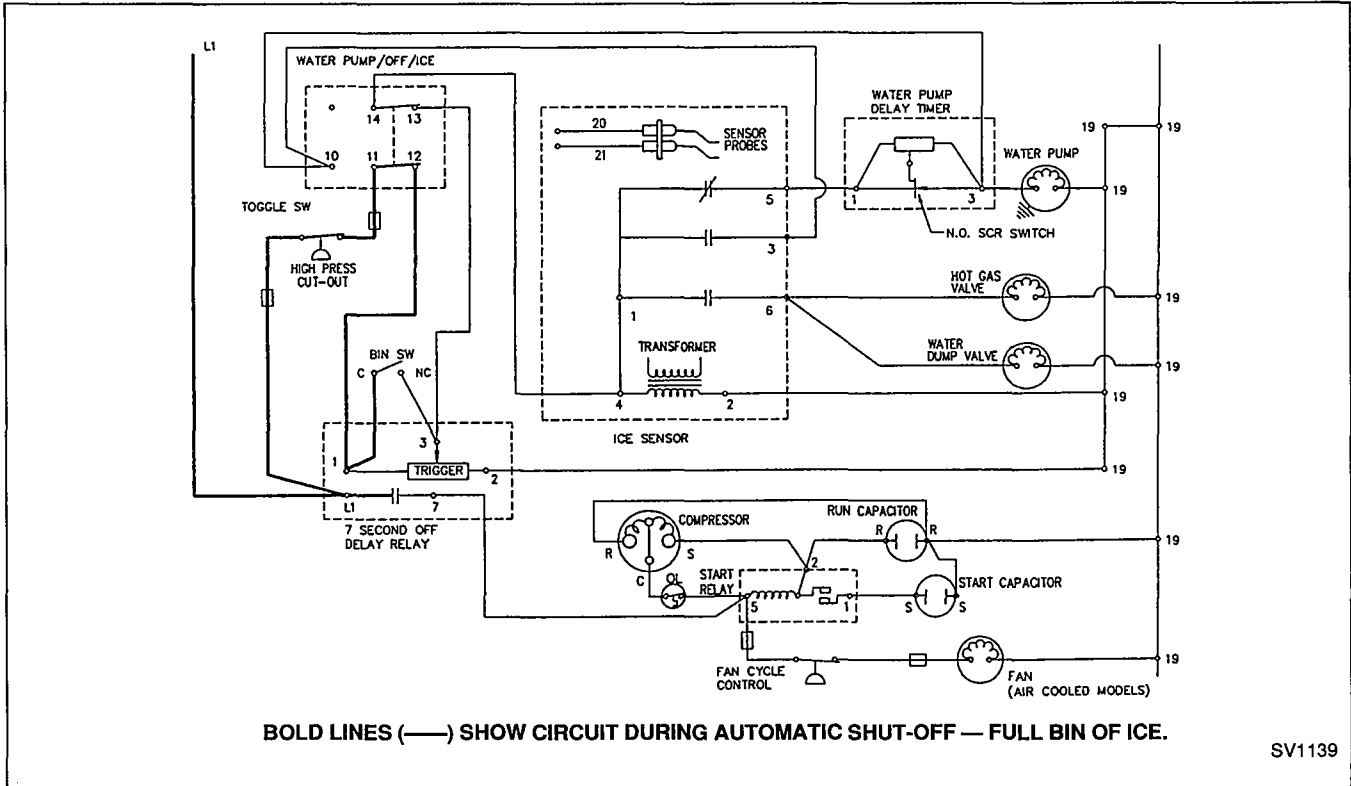 L1
WATER PUMP/OFF/ICE
14 13
10 11 12
TOGGLE SW
HIGH PRESS
CUT-OUT
BIN SW
C NC
3
1
TRIGGER
2
L1 7
7 SECOND OFF
DELAY RELAY
20
21
SENSOR
PROBES
5
3
1
6
TRANSFORMER
4
2
ICE SENSOR
WATER PUMP
DELAY TIMER
1
3
N.O. SCR SWITCH
WATER PUMP
19
19
19
HOT GAS
VALVE
19
WATER
DUMP VALVE
19
19
19
COMPRESSOR
R
S
C
OL
START
RELAY
2
5
1
RUN CAPACITOR
R R
19
START CAPACITOR
S S
FAN CYCLE
CONTROL
FAN
(AIR COOLED MODELS)
19
BOLD LINES (——) SHOW CIRCUIT DURING AUTOMATIC SHUT-OFF — FULL BIN OF ICE.
SV1139